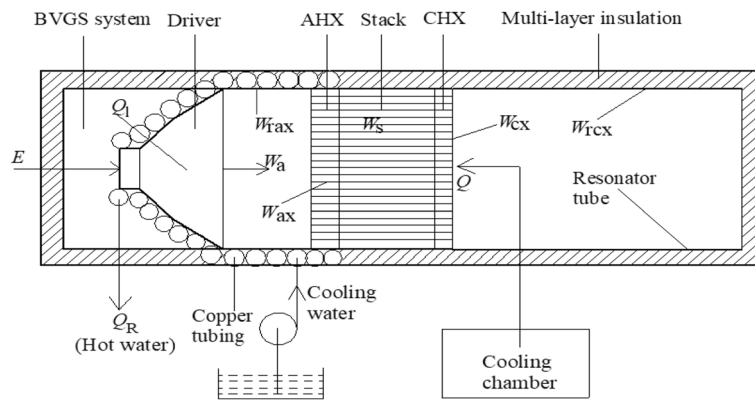 BVGS system
Driver
AHX
Stack
CHX
Multi-layer insulation
Q1
Wrax
Ws
Wcx
Wrcx
E
Wa
Q
Wax
Resonator
tube
QR
(Hot water)
Copper
tubing
Cooling
water
Cooling
chamber